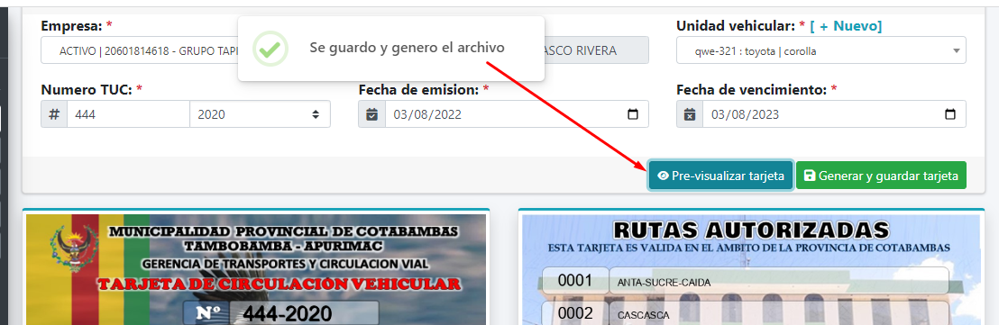 Empresa: *
Unidad vehicular: * [ + Nuevo]
ACTIVO | 20601814618 - GRUPO TAPI
Se guardo y genero el archivo
ASCO RIVERA
qwe-321 : toyota | corolla
Numero TUC: *
Fecha de emision: *
Fecha de vencimiento: *
# 444 2020
03/08/2022
03/08/2023
Pre-visualizar tarjeta
Generar y guardar tarjeta
MUNICIPALIDAD PROVINCIAL DE COTABAMBAS
TAMBOBAMBA - APURIMAC
GERENCIA DE TRANSPORTES Y CIRCULACION VIAL
TARJETA DE CIRCULACION VEHICULAR
Nº 444-2020
RUTAS AUTORIZADAS
ESTA TARJETA ES VALIDA EN EL AMBITO DE LA PROVINCIA DE COTABAMBAS
0001 ANTA-SUCRE-CAIDA
0002 CASCASCA